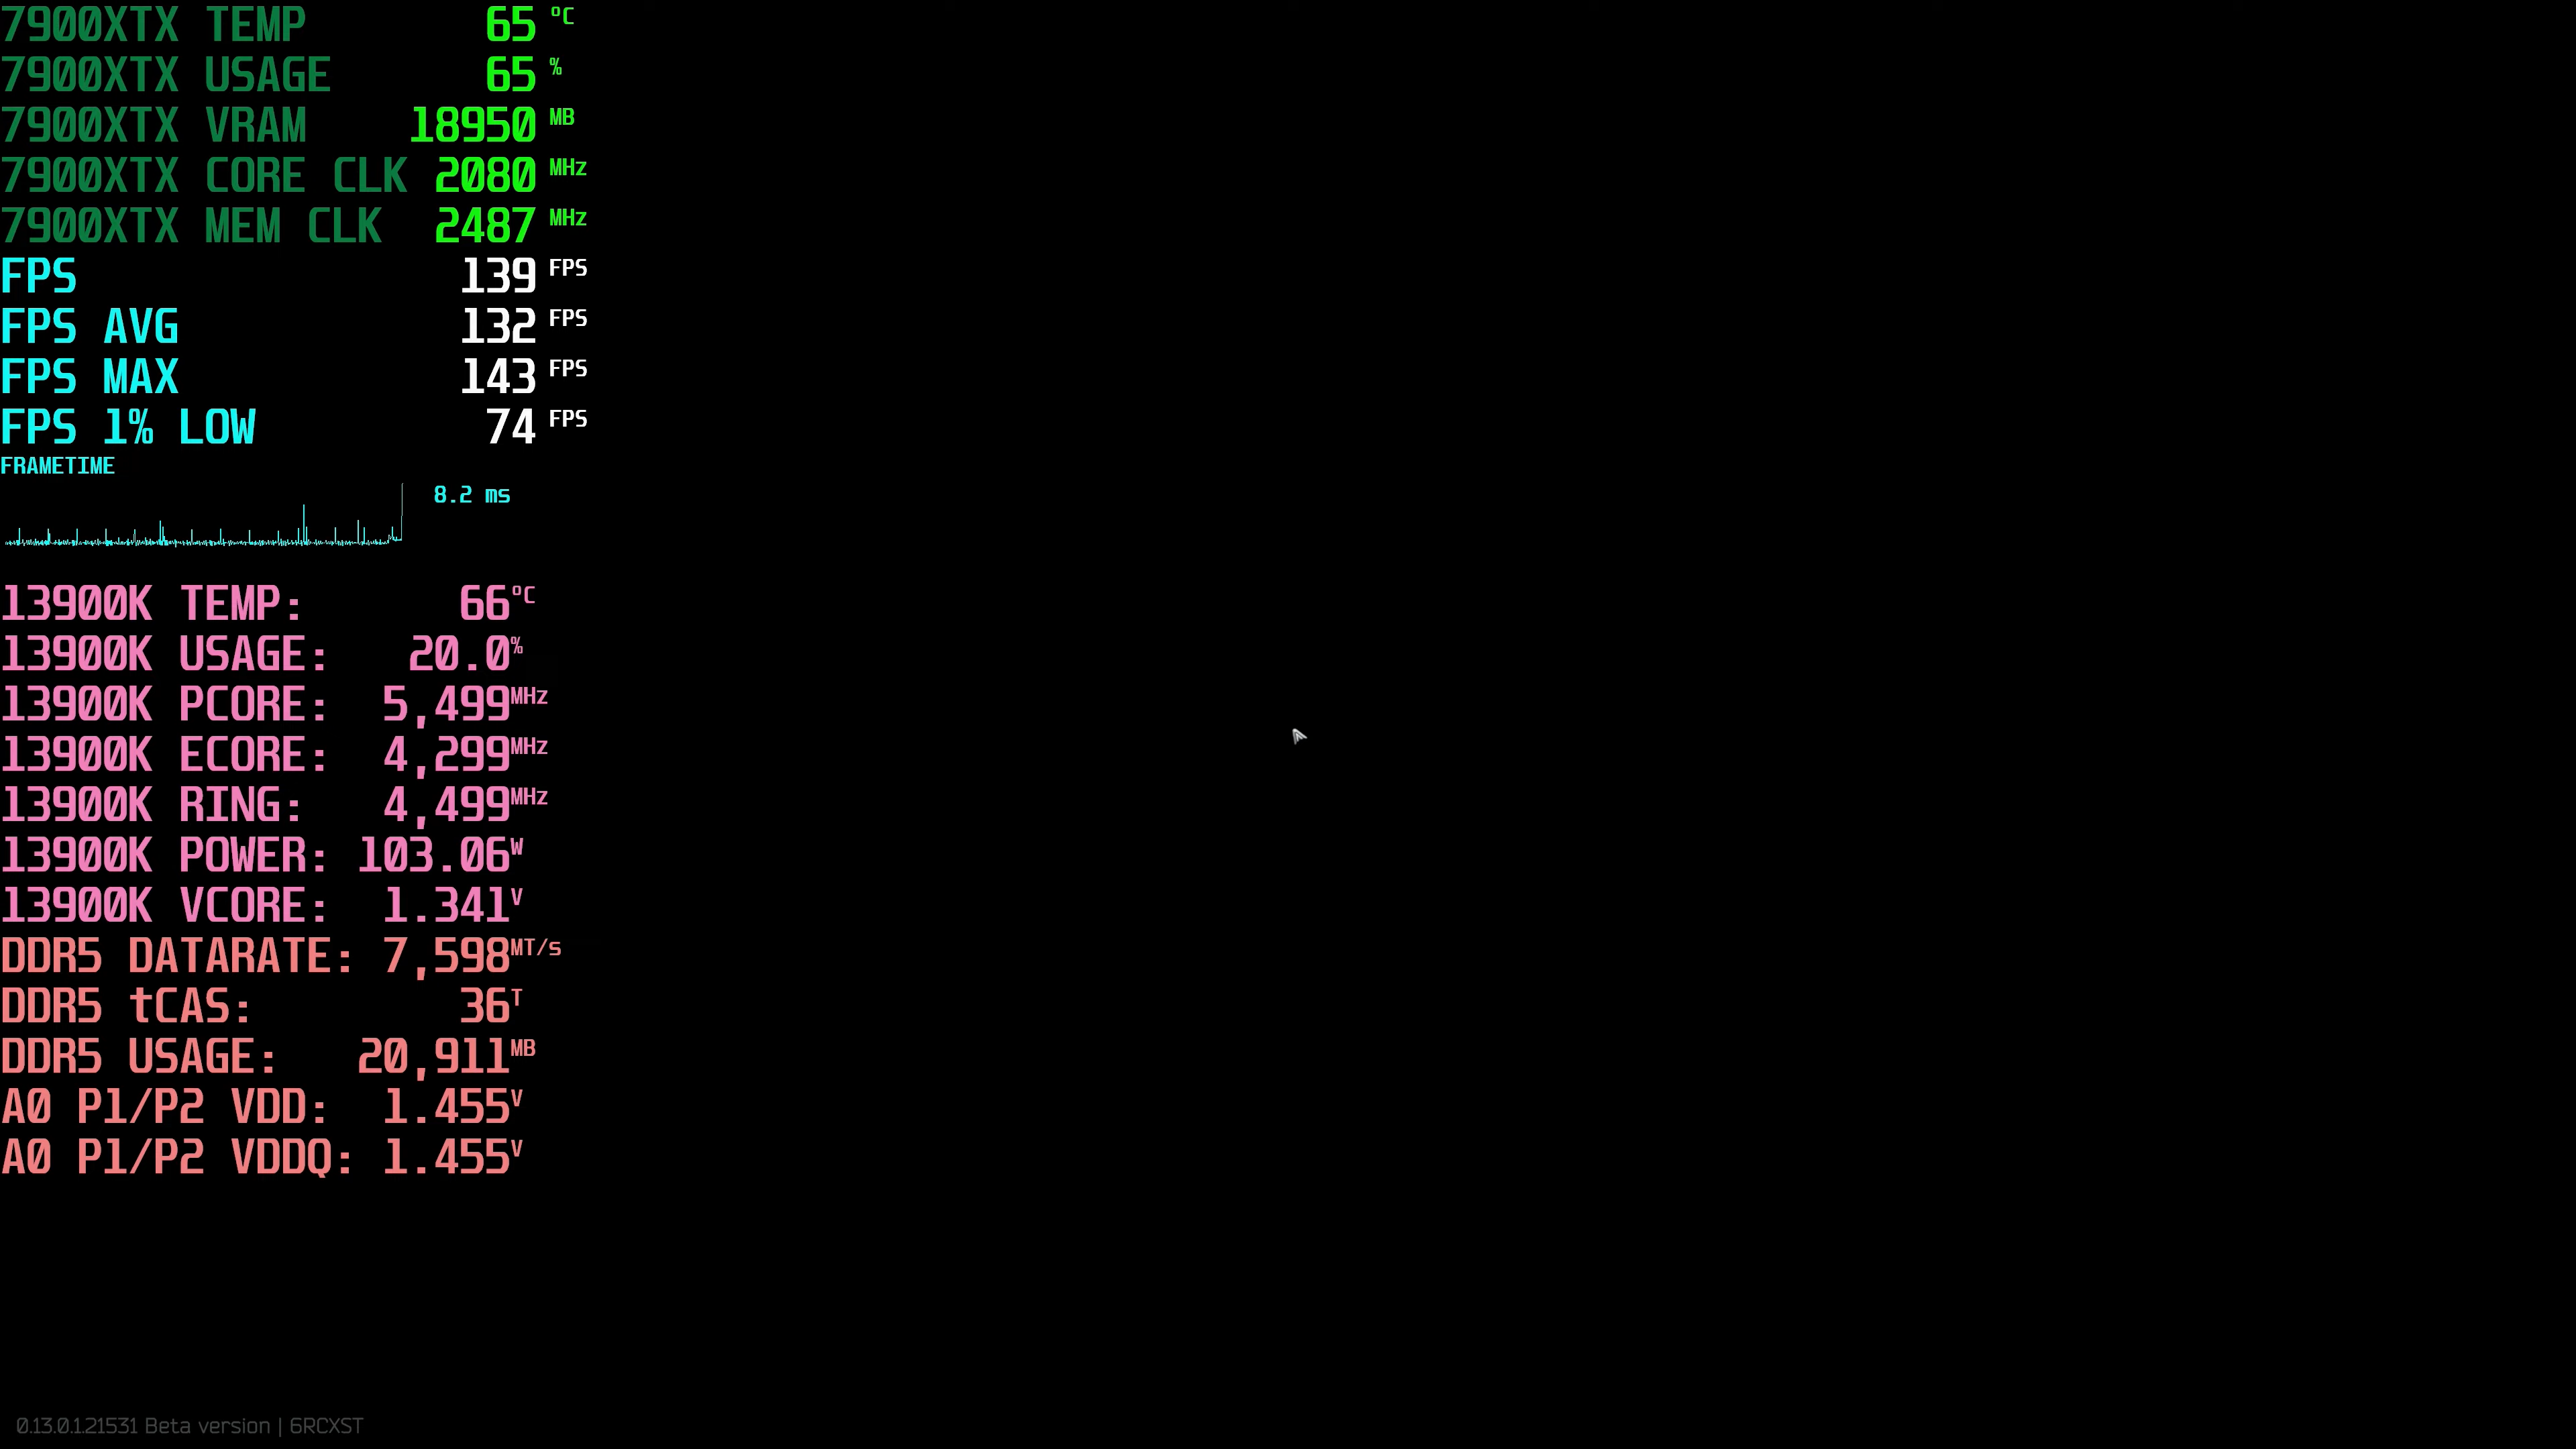 7900XTX TEMP 65 °C
7900XTX USAGE 65 %
7900XTX VRAM 18950 MB
7900XTX CORE CLK 2080 MHz
7900XTX MEM CLK 2487 MHz
FPS 139 FPS
FPS AVG 132 FPS
FPS MAX 143 FPS
FPS 1% LOW 74 FPS
FRAMETIME
8.2 ms
13900K TEMP: 66°C
13900K USAGE: 20.0%
13900K PCORE: 5,499MHz
13900K ECORE: 4,299MHz
13900K RING: 4,499MHz
13900K POWER: 103.06W
13900K VCORE: 1.341V
DDR5 DATARATE: 7,598MT/s
DDR5 tCAS: 36T
DDR5 USAGE: 20,911MB
A0 P1/P2 VDD: 1.455V
A0 P1/P2 VDDQ: 1.455V
0.13.0.1.21531 Beta version | 6RCXST